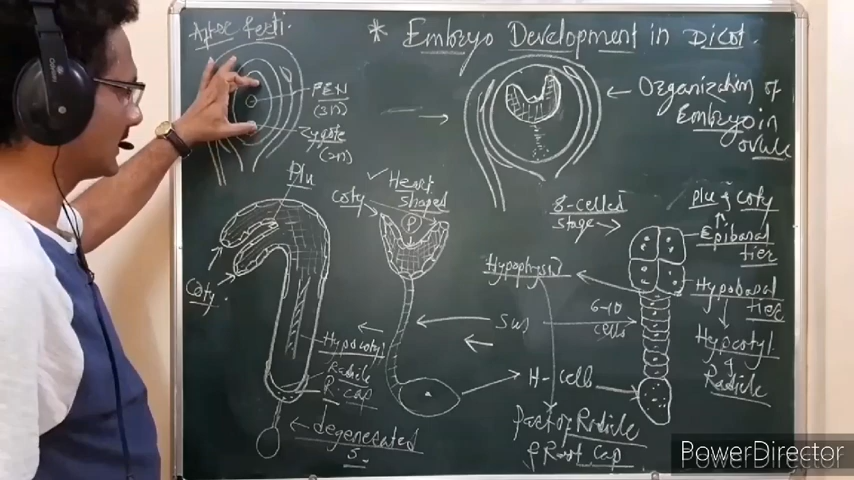 After Ferti.
* Embryo Development in Dicot.
PEN
(3n)
Zygote
(2n)
Organization of
Embryo in
ovule
Plu
Coty
✓ Heart
shaped
P
8-celled
stage →
plu & Coty
Epibasal
tier
Hypophysis
Hypobasal
tier
Coty.
6-10
cells
Sus
Hypocotyl
&
Radicle
Hypocotyl
Radicle
R. cap
H-cell
part of Radicle
& Root Cap
degenerated
S.
PowerDirector